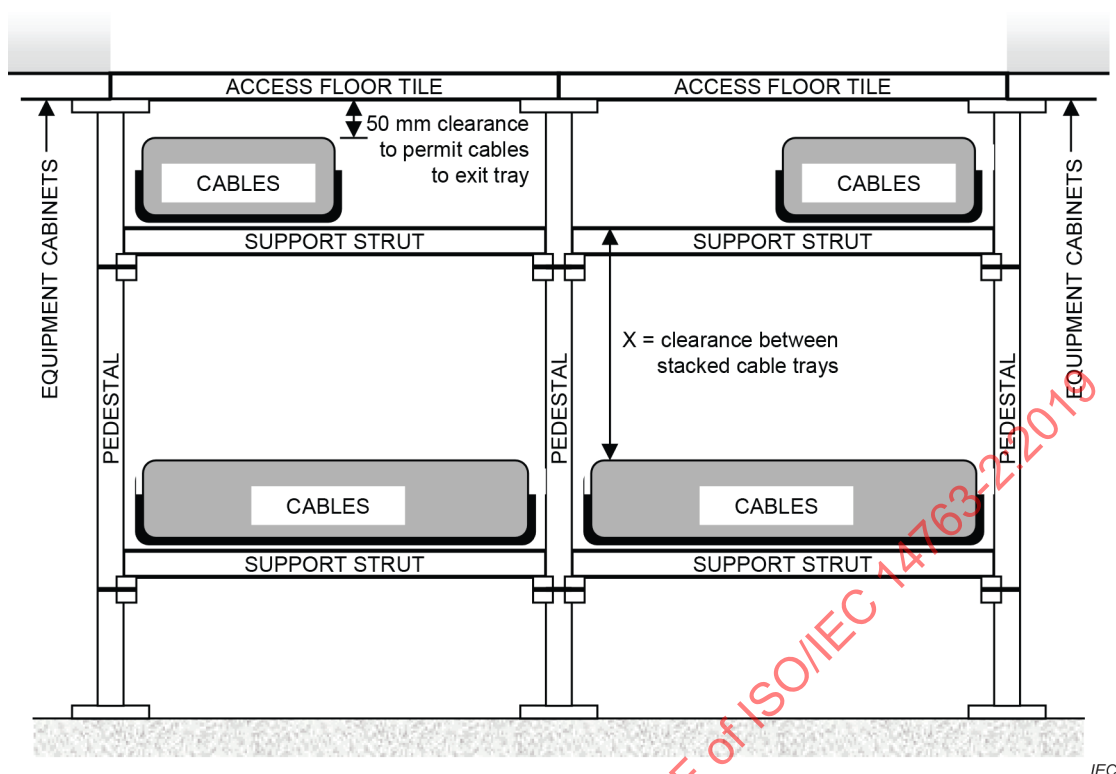 ACCESS FLOOR TILE
ACCESS FLOOR TILE
50 mm clearance
to permit cables
to exit tray
CABLES
CABLES
EQUIPMENT CABINETS
EQUIPMENT CABINETS
SUPPORT STRUT
SUPPORT STRUT
X = clearance between
stacked cable trays
PEDESTAL
PEDESTAL
PEDESTAL
CABLES
CABLES
SUPPORT STRUT
SUPPORT STRUT
of ISO/IEC 14763-2:2019
IEC